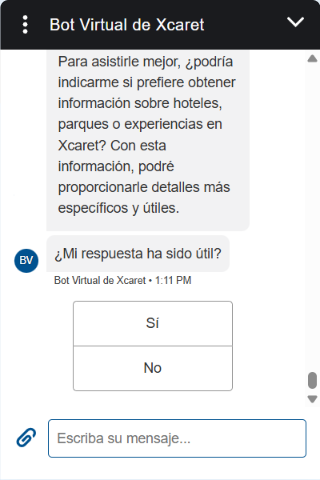 Bot Virtual de Xcaret
Para asistirle mejor, ¿podría
indicarme si prefiere obtener
información sobre hoteles,
parques o experiencias en
Xcaret? Con esta
información, podré
proporcionarle detalles más
específicos y útiles.
¿Mi respuesta ha sido útil?
BV
Bot Virtual de Xcaret • 1:11 PM
Sí
No
Escriba su mensaje...